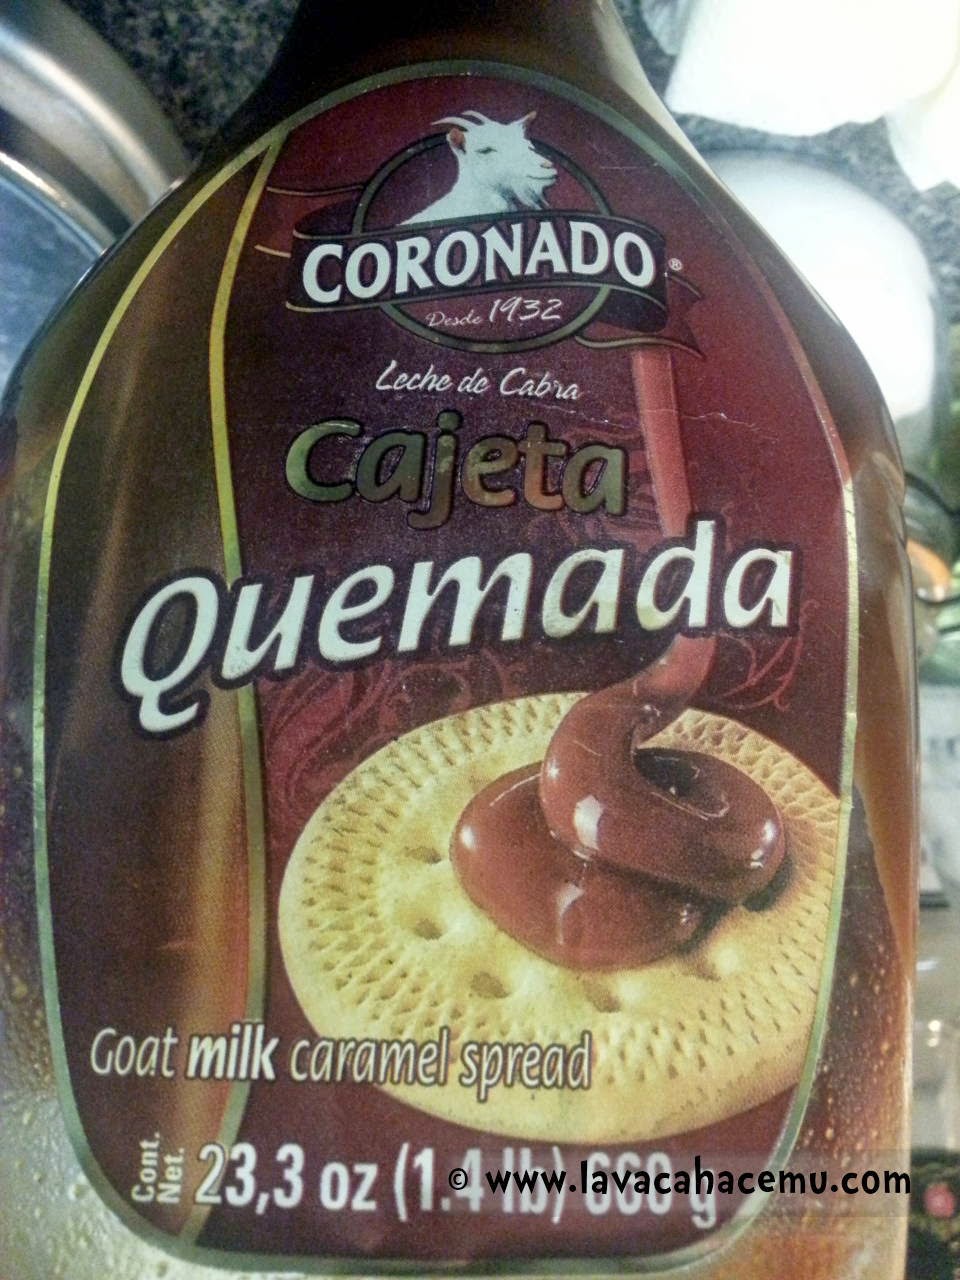 CORONADO®
Desde 1932
Leche de Cabra
Cajeta
Quemada
Goat milk caramel spread
Cont. Net. 23,3 oz (1.4 lb) 660 g
© www.lavacahacemu.com